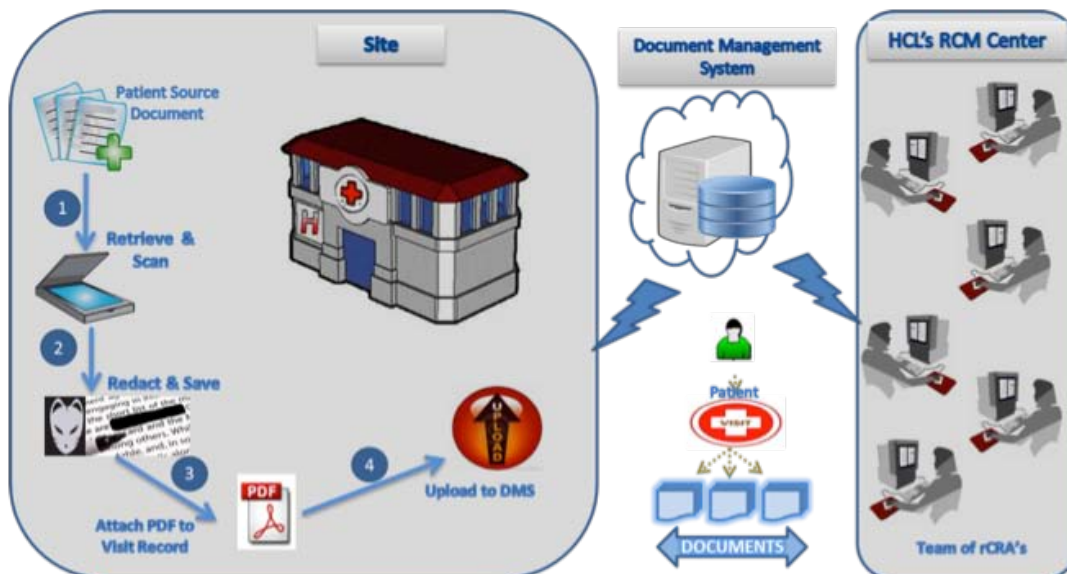 Site
Patient Source
Document
1
Retrieve &
Scan
2
Redact & Save
3
Attach PDF to
Visit Record
PDF
4
UPLOAD
Upload to DMS
H
Document Management
System
Patient
VISIT
DOCUMENTS
HCL's RCM Center
Team of rCRA's